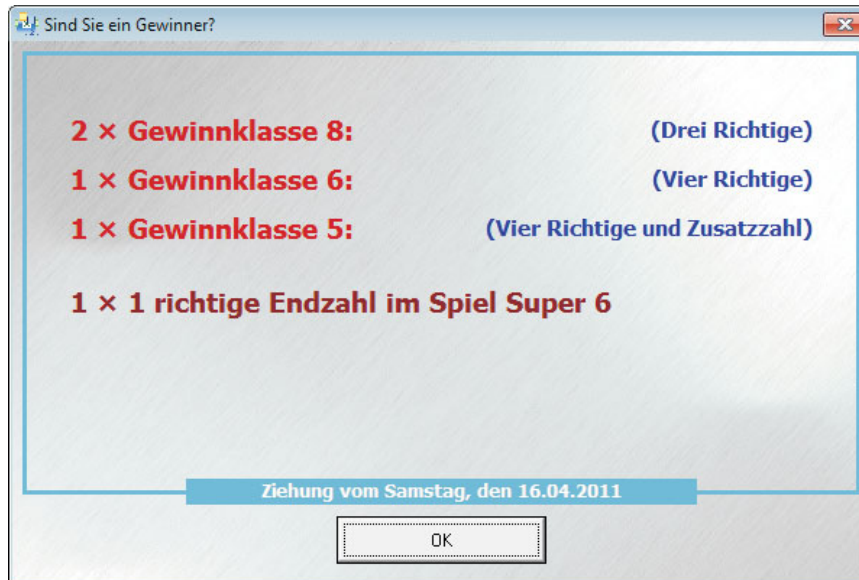 Sind Sie ein Gewinner?
2 × Gewinnklasse 8: (Drei Richtige)
1 × Gewinnklasse 6: (Vier Richtige)
1 × Gewinnklasse 5: (Vier Richtige und Zusatzzahl)
1 × 1 richtige Endzahl im Spiel Super 6
Ziehung vom Samstag, den 16.04.2011
OK